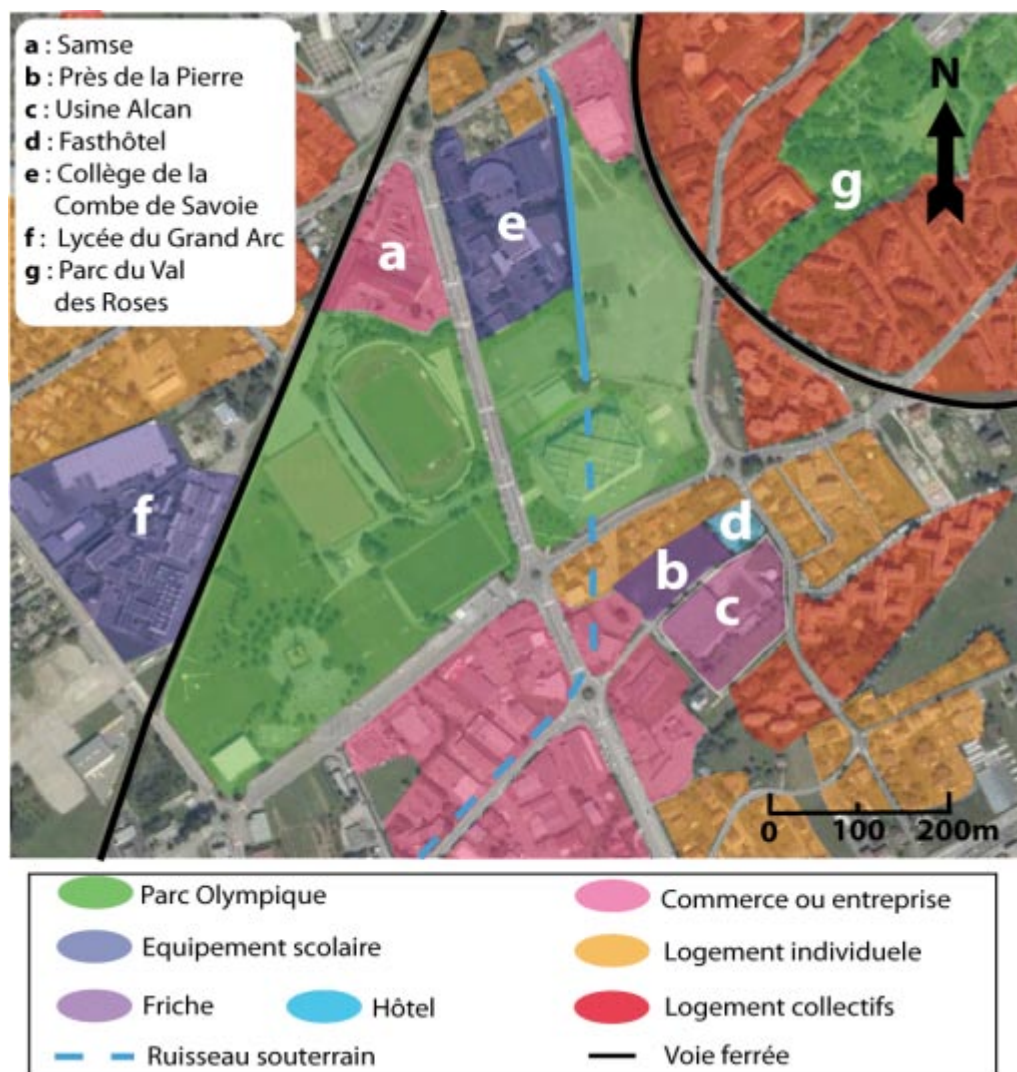 a : Samse
b : Près de la Pierre
c : Usine Alcan
d : Fasthôtel
e : Collège de la
Combe de Savoie
f : Lycée du Grand Arc
g : Parc du Val
des Roses
N
g
e
a
f
d
b
c
0 100 200m
Parc Olympique
Commerce ou entreprise
Equipement scolaire
Logement individuele
Friche
Hôtel
Logement collectifs
Ruisseau souterrain
Voie ferrée